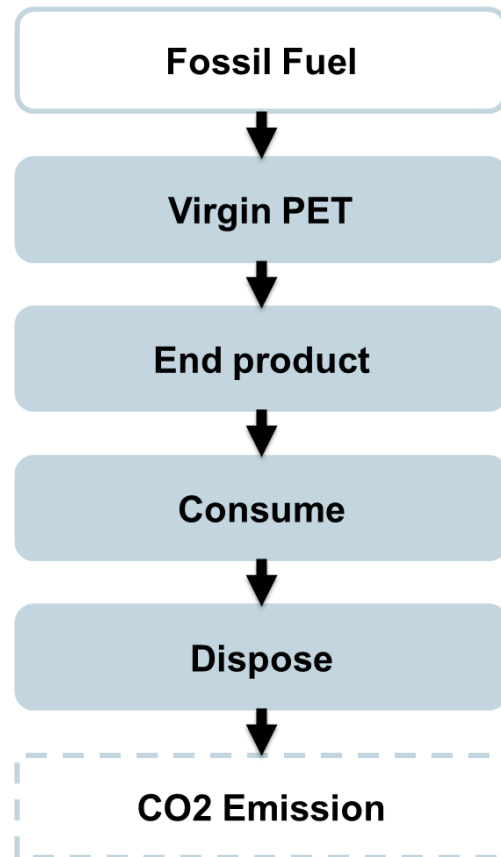 Fossil Fuel
Virgin PET
End product
Consume
Dispose
CO2 Emission